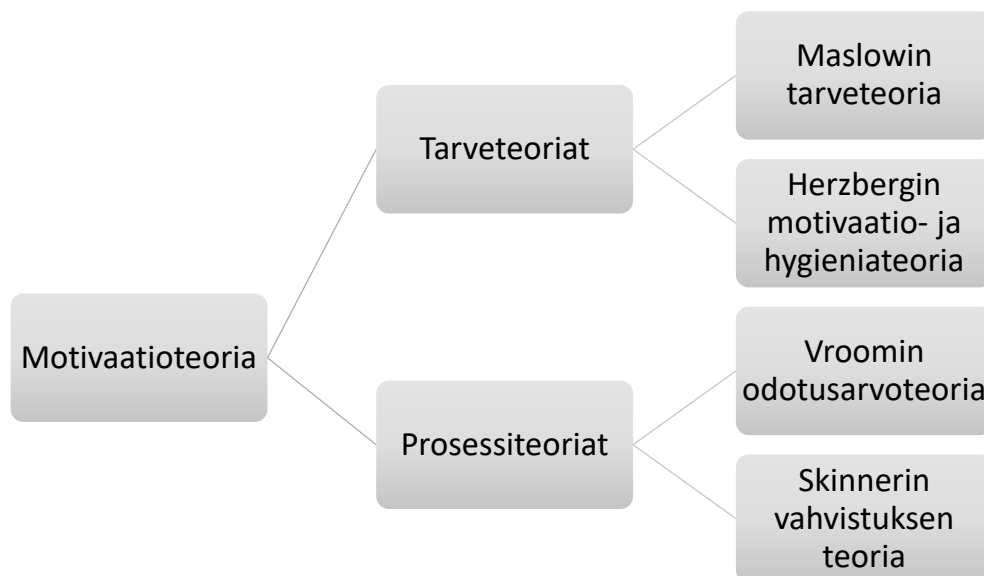 Motivaatioteoria
Tarveteoriat
Maslowin
tarveteoria
Herzbergin
motivaatio- ja
hygieniateoria
Prosessiteoriat
Vroomin
odotusarvoteoria
Skinnerin
vahvistuksen
teoria